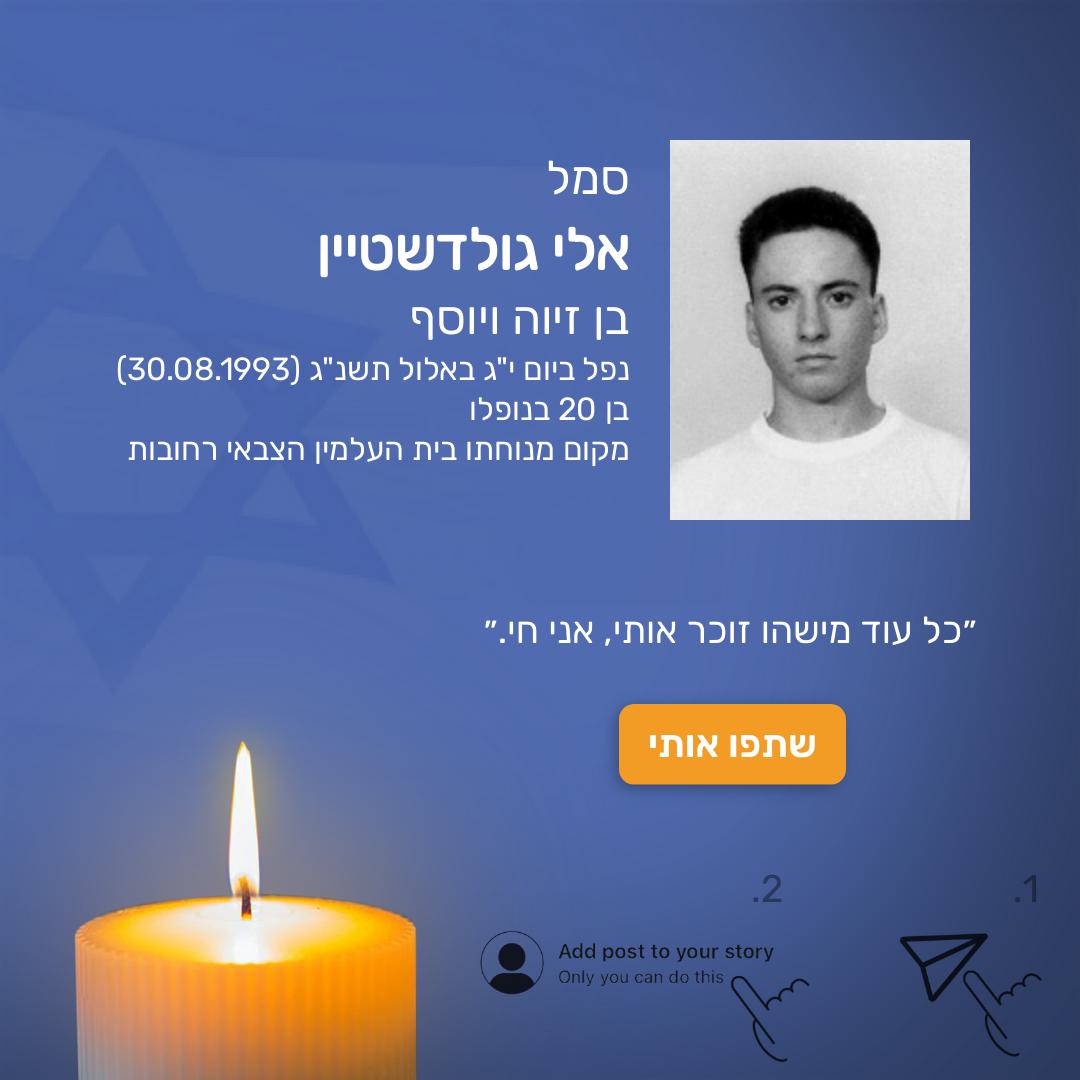 סמל
אלי גולדשטיין
בן זיוה ויוסף
נפל ביום י"ג באלול תשנ"ג (30.08.1993)
בן 20 בנופלו
מקום מנוחתו בית העלמין הצבאי רחובות
״כל עוד מישהו זוכר אותי, אני חי.״
שתפו אותי
1.
2.
Add post to your story
Only you can do this